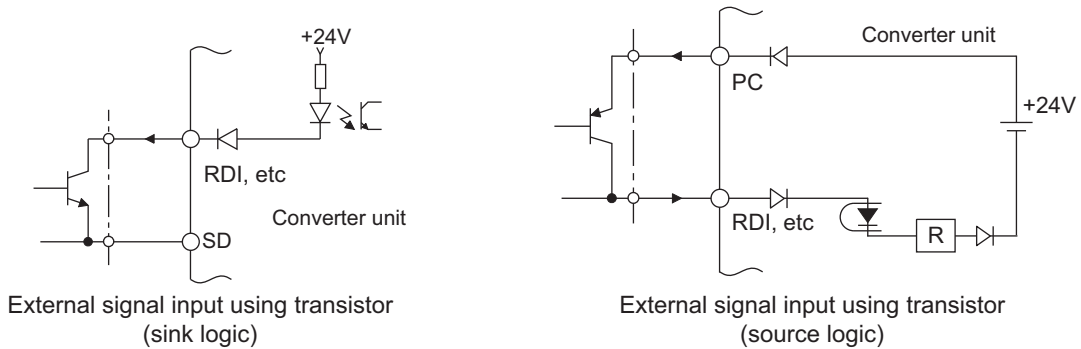 +24V
RDI, etc
Converter unit
SD
External signal input using transistor
(sink logic)
Converter unit
PC
+24V
RDI, etc
R
External signal input using transistor
(source logic)